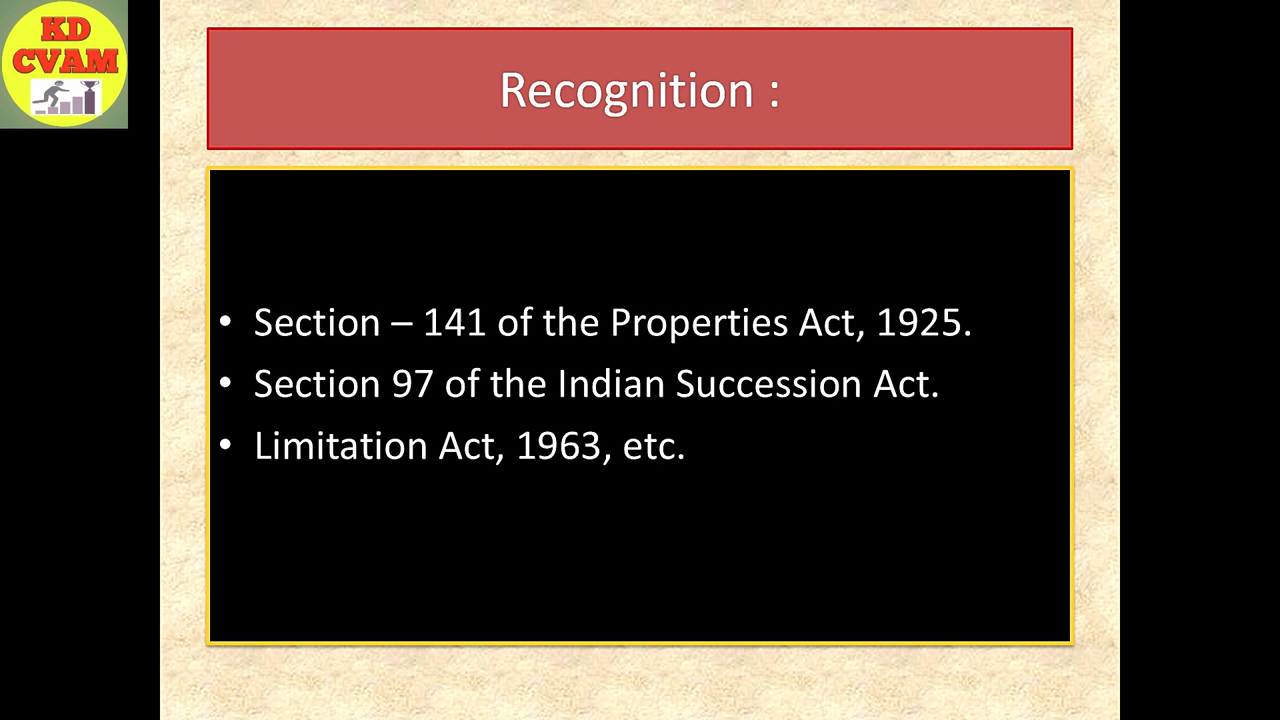 KD
CVAM
Recognition :
• Section – 141 of the Properties Act, 1925.
• Section 97 of the Indian Succession Act.
• Limitation Act, 1963, etc.